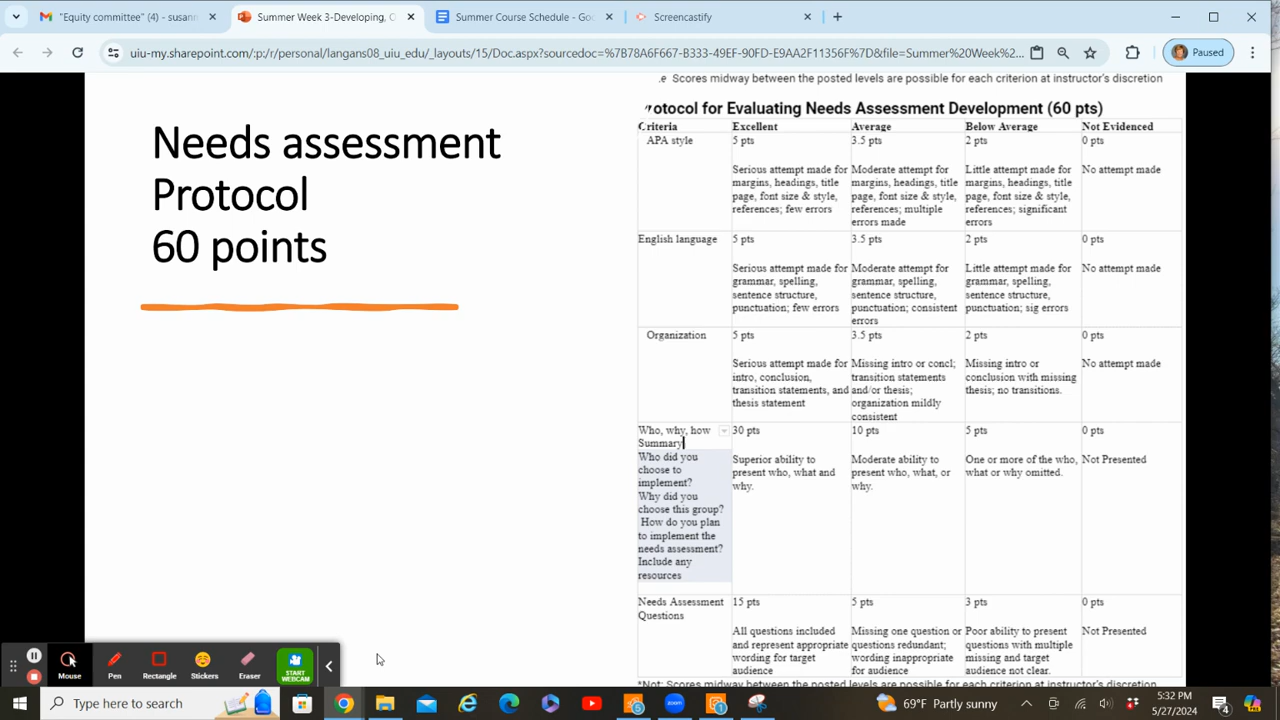 "Equity committee" (4) - susann
Summer Week 3-Developing, C
Summer Course Schedule - Goo
Screencastify
uiu-my.sharepoint.com/:p:/r/personal/langans08_uiu_edu/_layouts/15/Doc.aspx?sourcedoc=%7B78A6F667-B333-49EF-90FD-E9AA2F11356F%7D&file=Summer%20Week%2...
Paused
.e Scores midway between the posted levels are possible for each criterion at instructor's discretion
Needs assessment
Protocol
60 points
rotocol for Evaluating Needs Assessment Development (60 pts)
Criteria Excellent Average Below Average Not Evidenced
APA style 5 pts 3.5 pts 2 pts 0 pts
Serious attempt made for Moderate attempt for Little attempt made for No attempt made
margins, headings, title margins, headings, title margins, headings, title
page, font size & style, page, font size & style, page, font size & style,
references; few errors references; multiple references; significant
errors made errors
English language 5 pts 3.5 pts 2 pts 0 pts
Serious attempt made for Moderate attempt for Little attempt made for No attempt made
grammar, spelling, grammar, spelling, grammar, spelling,
sentence structure, sentence structure, sentence structure,
punctuation; few errors punctuation; consistent punctuation; sig errors
errors
Organization 5 pts 3.5 pts 2 pts 0 pts
Serious attempt made for Missing intro or concl; Missing intro or No attempt made
intro, conclusion, transition statements conclusion with missing
transition statements, and and/or thesis; thesis; no transitions.
thesis statement organization mildly
consistent
Who, why, how 30 pts 10 pts 5 pts 0 pts
Summary
Who did you Superior ability to Moderate ability to One or more of the who, Not Presented
choose to present who, what and present who, what, or what or why omitted.
implement? why. why.
Why did you
choose this group?
How do you plan
to implement the
needs assessment?
Include any
resources
Needs Assessment 15 pts 5 pts 3 pts 0 pts
Questions
All questions included Missing one question or Poor ability to present Not Presented
and represent appropriate questions redundant; questions with multiple
wording for target wording inappropriate missing and target
audience for audience audience not clear.
*Not: Scores midway between the posted levels are possible for each criterion at instructor's discretion
Mouse Pen Rectangle Stickers Eraser START WEBCAM
Type here to search
69°F Partly sunny
5:32 PM
5/27/2024
4